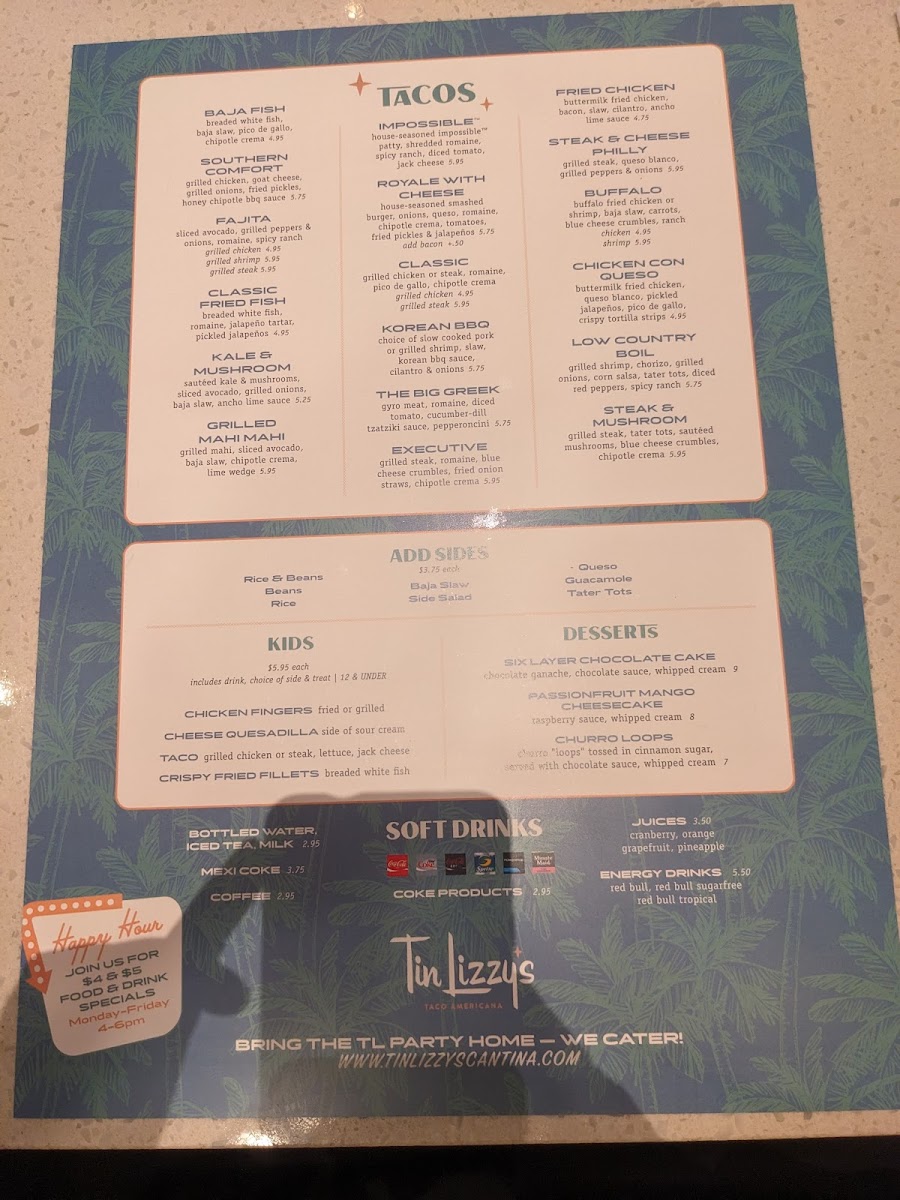 TACOS
BAJA FISH
breaded white fish,
baja slaw, pico de gallo,
chipotle crema 4.95
SOUTHERN
COMFORT
grilled chicken, goat cheese,
grilled onions, fried pickles,
honey chipotle bbq sauce 5.75
FAJITA
sliced avocado, grilled peppers &
onions, romaine, spicy ranch
grilled chicken 4.95
grilled shrimp 5.95
grilled steak 5.95
CLASSIC
FRIED FISH
breaded white fish,
romaine, jalapeño tartar,
pickled jalapeños 4.95
KALE &
MUSHROOM
sautéed kale & mushrooms,
sliced avocado, grilled onions,
baja slaw, ancho lime sauce 5.25
GRILLED
MAHI MAHI
grilled mahi, sliced avocado,
baja slaw, chipotle crema,
lime wedge 5.95
IMPOSSIBLE™
house-seasoned impossible™
patty, shredded romaine,
spicy ranch, diced tomato,
jack cheese 5.95
ROYALE WITH
CHEESE
house-seasoned smashed
burger, onions, queso, romaine,
chipotle crema, tomatoes,
fried pickles & jalapeños 5.75
add bacon +.50
CLASSIC
grilled chicken or steak, romaine,
pico de gallo, chipotle crema
grilled chicken 4.95
grilled steak 5.95
KOREAN BBQ
choice of slow cooked pork
or grilled shrimp, slaw,
korean bbq sauce,
cilantro & onions 5.75
THE BIG GREEK
gyro meat, romaine, diced
tomato, cucumber-dill
tzatziki sauce, pepperoncini 5.75
EXECUTIVE
grilled steak, romaine, blue
cheese crumbles, fried onion
straws, chipotle crema 5.95
FRIED CHICKEN
buttermilk fried chicken,
bacon, slaw, cilantro, ancho
lime sauce 4.75
STEAK & CHEESE
PHILLY
grilled steak, queso blanco,
grilled peppers & onions 5.95
BUFFALO
buffalo fried chicken or
shrimp, baja slaw, carrots,
blue cheese crumbles, ranch
chicken 4.95
shrimp 5.95
CHICKEN CON
QUESO
buttermilk fried chicken,
queso blanco, pickled
jalapeños, pico de gallo,
crispy tortilla strips 4.95
LOW COUNTRY
BOIL
grilled shrimp, chorizo, grilled
onions, corn salsa, tater tots, diced
red peppers, spicy ranch 5.75
STEAK &
MUSHROOM
grilled steak, tater tots, sautéed
mushrooms, blue cheese crumbles,
chipotle crema 5.95
ADD SIDES
$3.75 each
Rice & Beans
Beans
Rice
Baja Slaw
Side Salad
Queso
Guacamole
Tater Tots
KIDS
$5.95 each
includes drink, choice of side & treat | 12 & UNDER
CHICKEN FINGERS fried or grilled
CHEESE QUESADILLA side of sour cream
TACO grilled chicken or steak, lettuce, jack cheese
CRISPY FRIED FILLETS breaded white fish
DESSERTS
SIX LAYER CHOCOLATE CAKE
chocolate ganache, chocolate sauce, whipped cream 9
PASSIONFRUIT MANGO
CHEESECAKE
raspberry sauce, whipped cream 8
CHURRO LOOPS
churro "loops" tossed in cinnamon sugar,
served with chocolate sauce, whipped cream 7
SOFT DRINKS
BOTTLED WATER,
ICED TEA, MILK 2.95
MEXI COKE 3.75
COFFEE 2.95
Sprite
COKE PRODUCTS 2.95
JUICES 3.50
cranberry, orange
grapefruit, pineapple
ENERGY DRINKS 5.50
red bull, red bull sugarfree
red bull tropical
Happy Hour
JOIN US FOR
$4 & $5
FOOD & DRINK
SPECIALS
Monday-Friday
4-6pm
Tin Lizzy's
TACO AMERICANA
BRING THE TL PARTY HOME — WE CATER!
WWW.TINLIZZYSCANTINA.COM